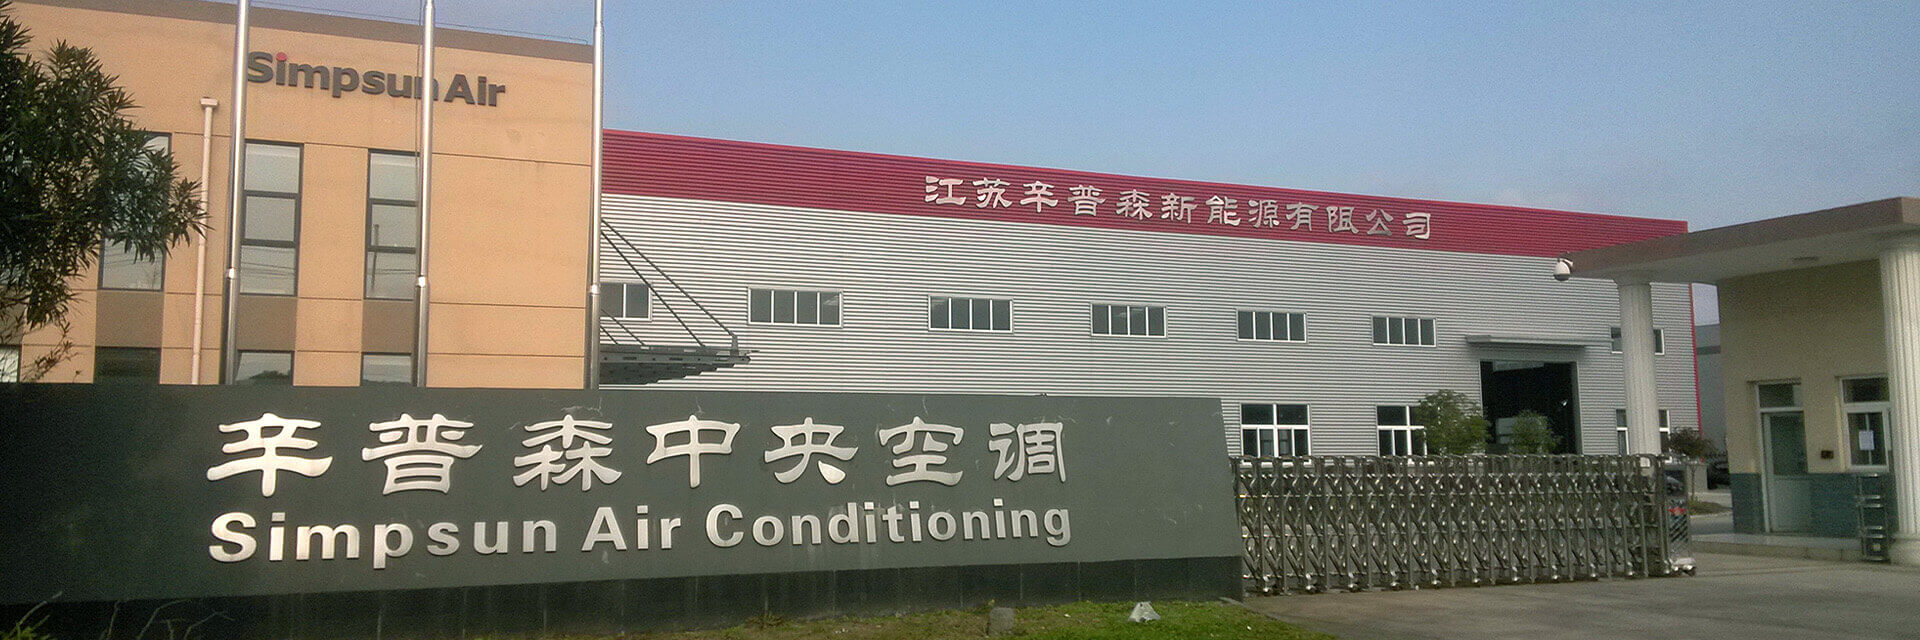 Simpsun Air
江苏辛普森新能源有限公司
辛普森中央空调
Simpsun Air Conditioning